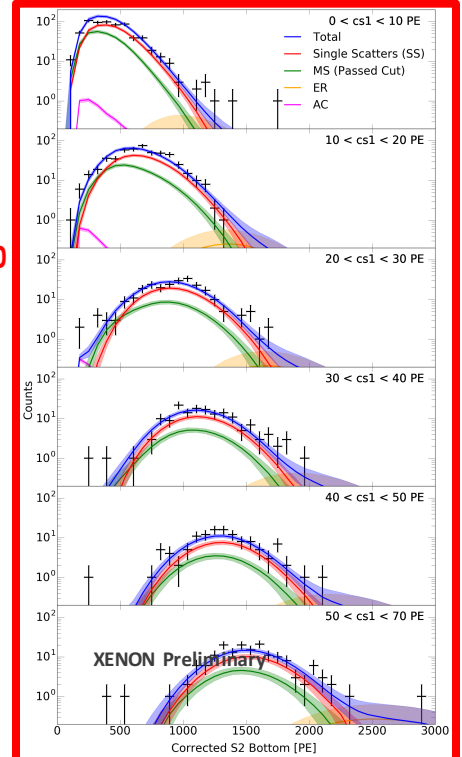 0 < cs1 < 10 PE
Total
Single Scatters (SS)
MS (Passed Cut)
ER
AC
10² 10¹ 10⁰
10 < cs1 < 20 PE
10² 10¹ 10⁰
20 < cs1 < 30 PE
10² 10¹ 10⁰
30 < cs1 < 40 PE
10² 10¹ 10⁰
Counts
40 < cs1 < 50 PE
10² 10¹ 10⁰
50 < cs1 < 70 PE
10² 10¹ 10⁰
XENON Preliminary
0 500 1000 1500 2000 2500 3000
Corrected S2 Bottom [PE]